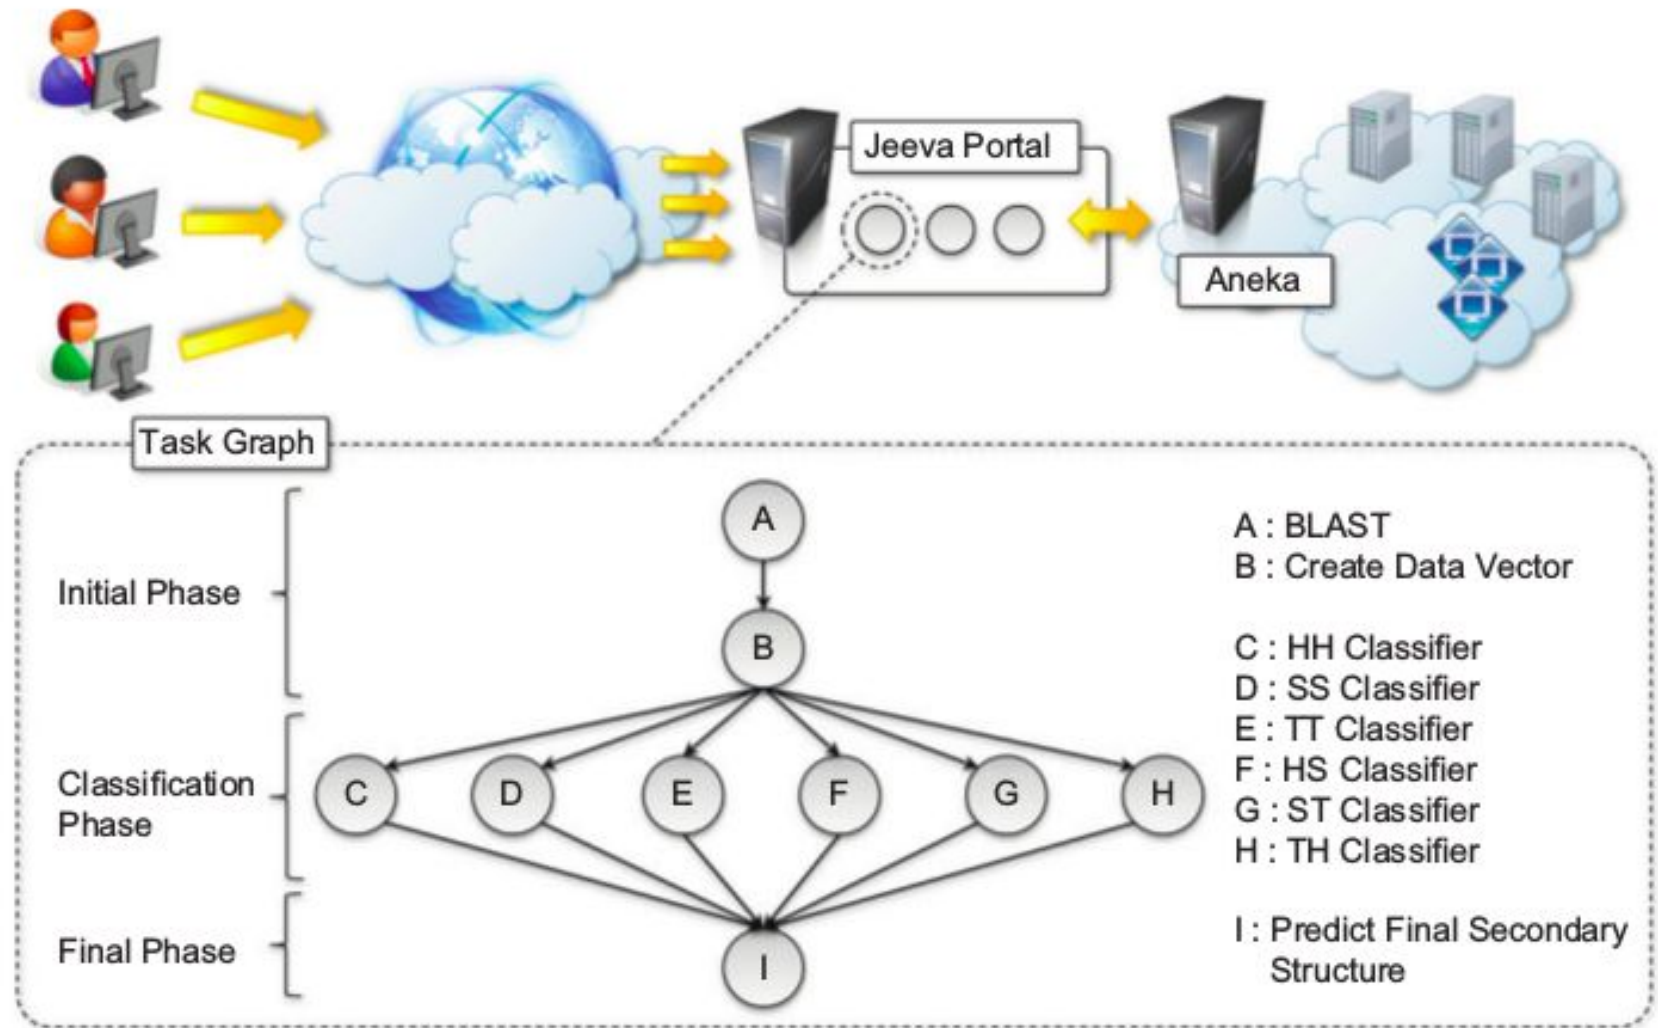 Jeeva Portal
Aneka
Task Graph
Initial Phase
Classification
Phase
Final Phase
A
B
C
D
E
F
G
H
I
A : BLAST
B : Create Data Vector
C : HH Classifier
D : SS Classifier
E : TT Classifier
F : HS Classifier
G : ST Classifier
H : TH Classifier
I : Predict Final Secondary
Structure